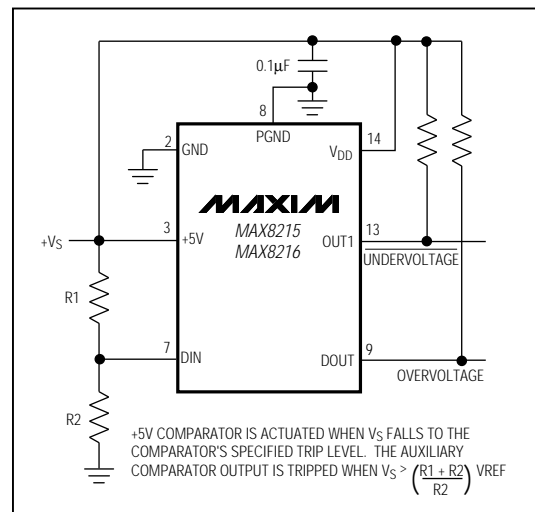 0.1μF
8
PGND
2
GND
14
VDD
MAXIM
MAX8215
MAX8216
+VS
3
+5V
13
OUT1
UNDERVOLTAGE
R1
7
DIN
9
DOUT
OVERVOLTAGE
R2
+5V COMPARATOR IS ACTUATED WHEN VS FALLS TO THE
COMPARATOR'S SPECIFIED TRIP LEVEL. THE AUXILIARY
COMPARATOR OUTPUT IS TRIPPED WHEN VS > (R1 + R2 / R2) VREF